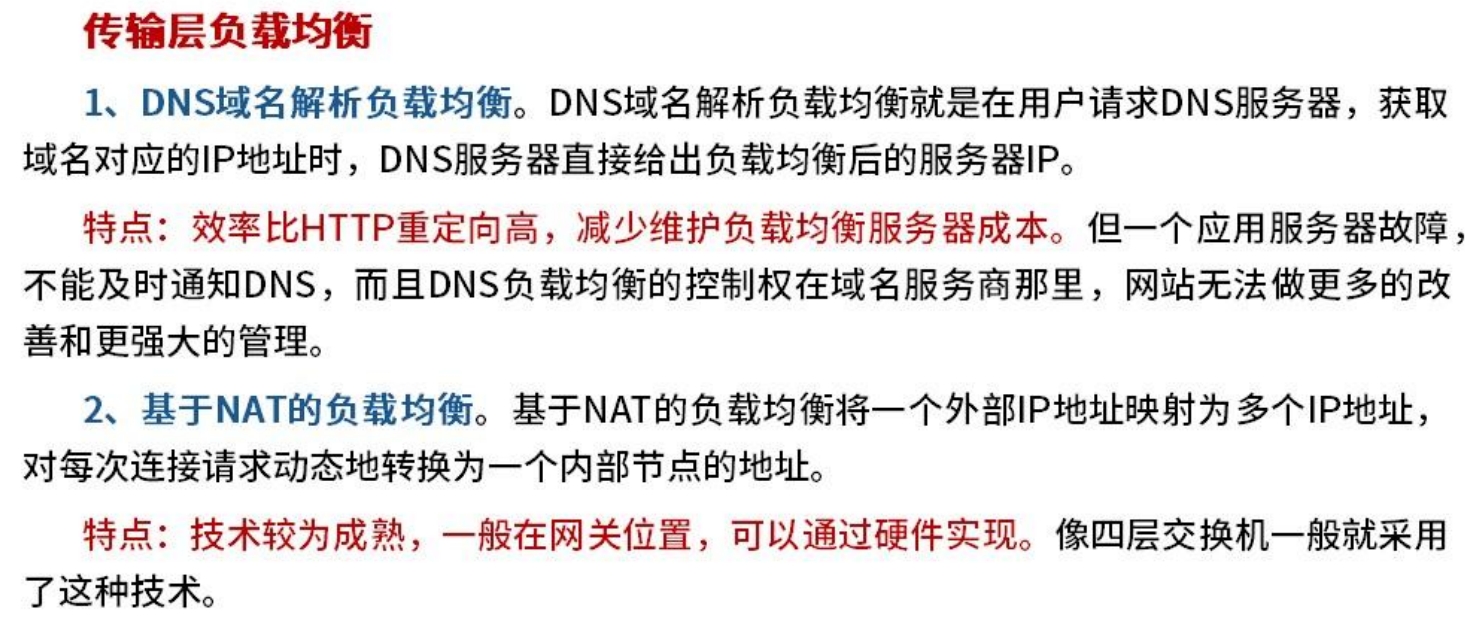 传输层负载均衡
1、DNS域名解析负载均衡。DNS域名解析负载均衡就是在用户请求DNS服务器，获取
域名对应的IP地址时，DNS服务器直接给出负载均衡后的服务器IP。
特点：效率比HTTP重定向高，减少维护负载均衡服务器成本。但一个应用服务器故障，
不能及时通知DNS，而且DNS负载均衡的控制权在域名服务商那里，网站无法做更多的改
善和更强大的管理。
2、基于NAT的负载均衡。基于NAT的负载均衡将一个外部IP地址映射为多个IP地址，
对每次连接请求动态地转换为一个内部节点的地址。
特点：技术较为成熟，一般在网关位置，可以通过硬件实现。像四层交换机一般就采用
了这种技术。